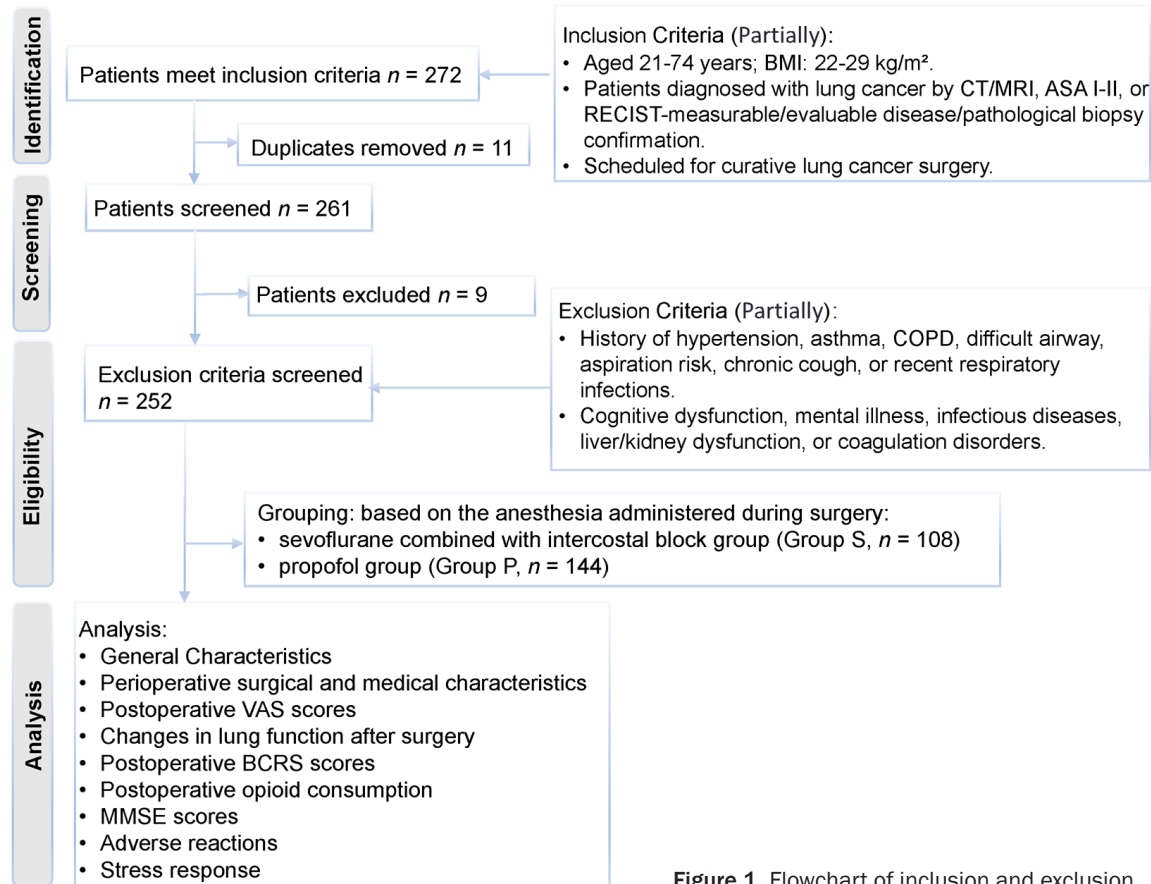 Identification
Patients meet inclusion criteria n = 272
Inclusion Criteria (Partially):
• Aged 21-74 years; BMI: 22-29 kg/m².
• Patients diagnosed with lung cancer by CT/MRI, ASA I-II, or
RECIST-measurable/evaluable disease/pathological biopsy
confirmation.
• Scheduled for curative lung cancer surgery.
Duplicates removed n = 11
Screening
Patients screened n = 261
Patients excluded n = 9
Eligibility
Exclusion criteria screened
n = 252
Exclusion Criteria (Partially):
• History of hypertension, asthma, COPD, difficult airway,
aspiration risk, chronic cough, or recent respiratory
infections.
• Cognitive dysfunction, mental illness, infectious diseases,
liver/kidney dysfunction, or coagulation disorders.
Grouping: based on the anesthesia administered during surgery:
• sevoflurane combined with intercostal block group (Group S, n = 108)
• propofol group (Group P, n = 144)
Analysis
Analysis:
• General Characteristics
• Perioperative surgical and medical characteristics
• Postoperative VAS scores
• Changes in lung function after surgery
• Postoperative BCRS scores
• Postoperative opioid consumption
• MMSE scores
• Adverse reactions
• Stress response
Figure 1. Flowchart of inclusion and exclusion